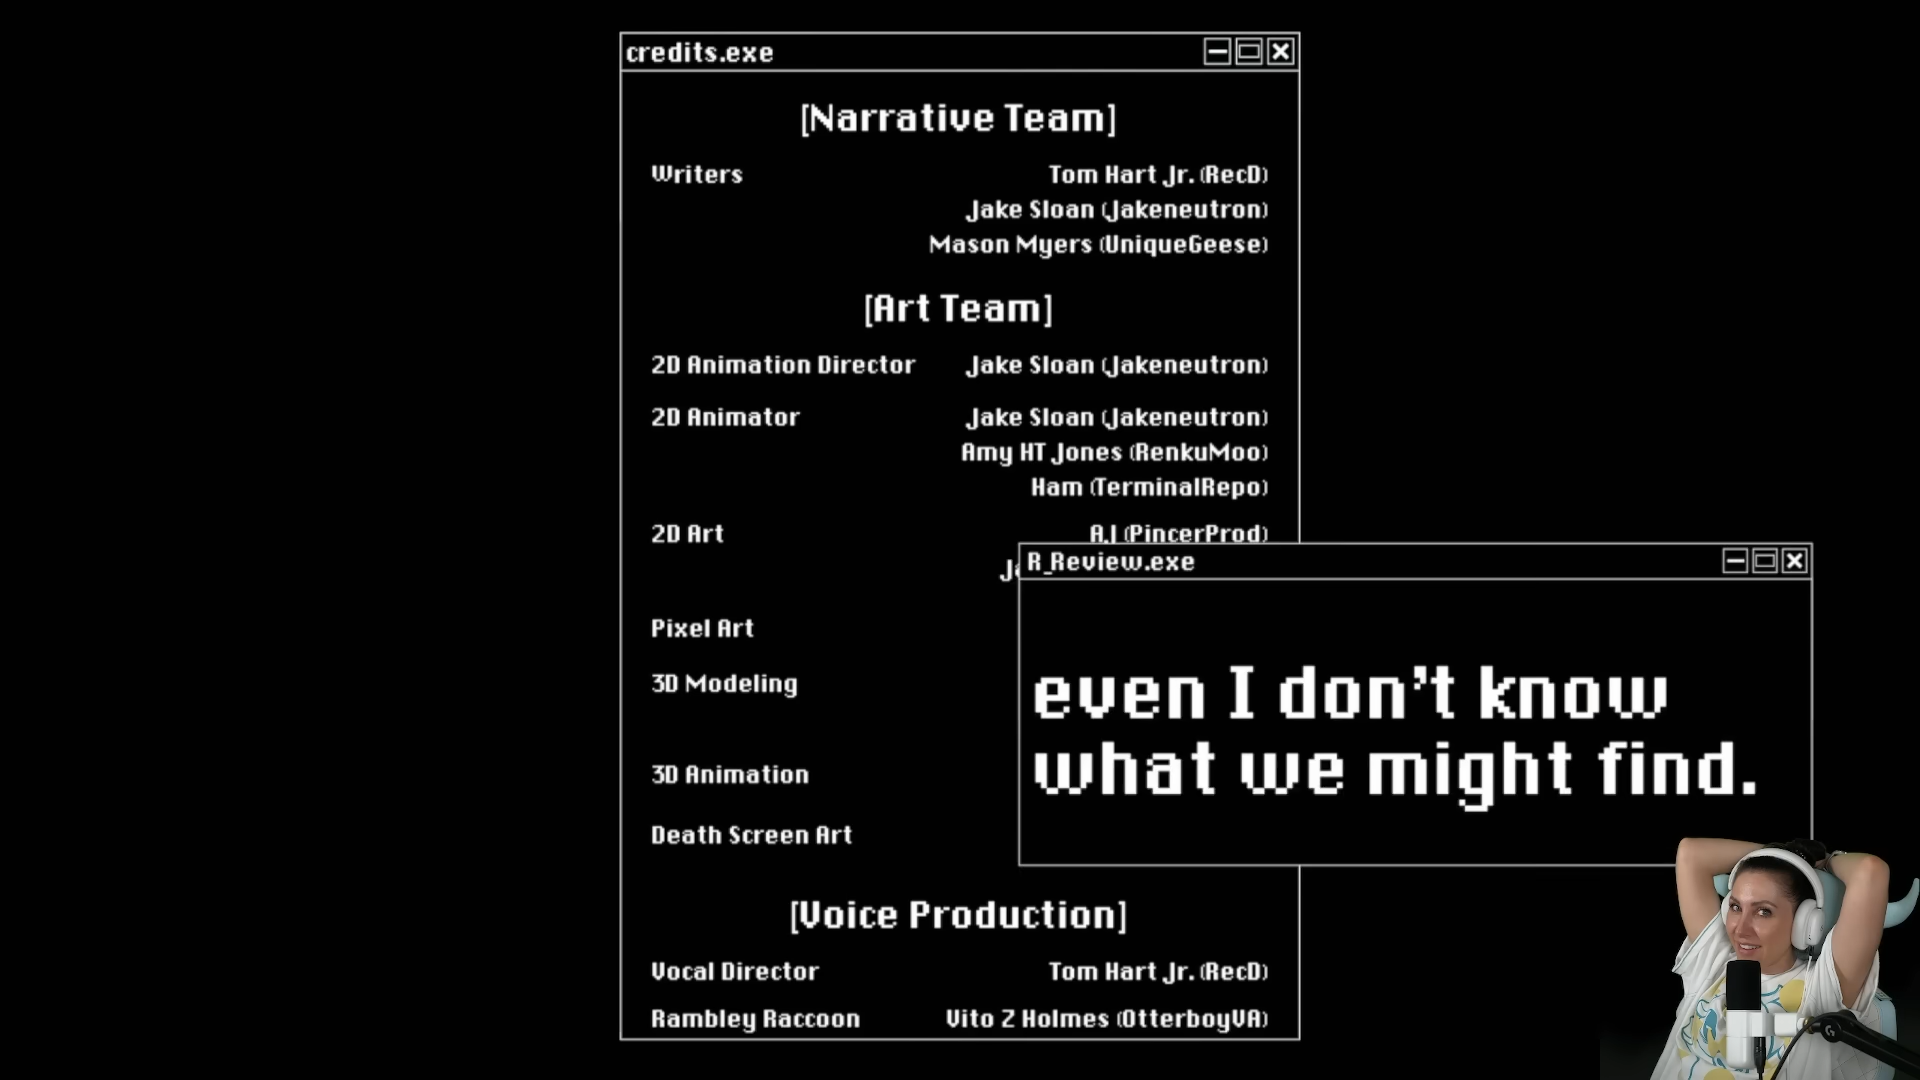 credits.exe
[Narrative Team]
Writers Tom Hart Jr. (RecD)
Jake Sloan (Jakeneutron)
Mason Myers (UniqueGeese)
[Art Team]
2D Animation Director Jake Sloan (Jakeneutron)
2D Animator Jake Sloan (Jakeneutron)
Amy HT Jones (RenkuMoo)
Ham (TerminalRepo)
2D Art AJ (PincerProd)
R_Review.exe
Pixel Art
3D Modeling
3D Animation
Death Screen Art
even I don't know
what we might find.
[Voice Production]
Vocal Director Tom Hart Jr. (RecD)
Rambley Raccoon Vito Z Holmes (OtterboyVA)